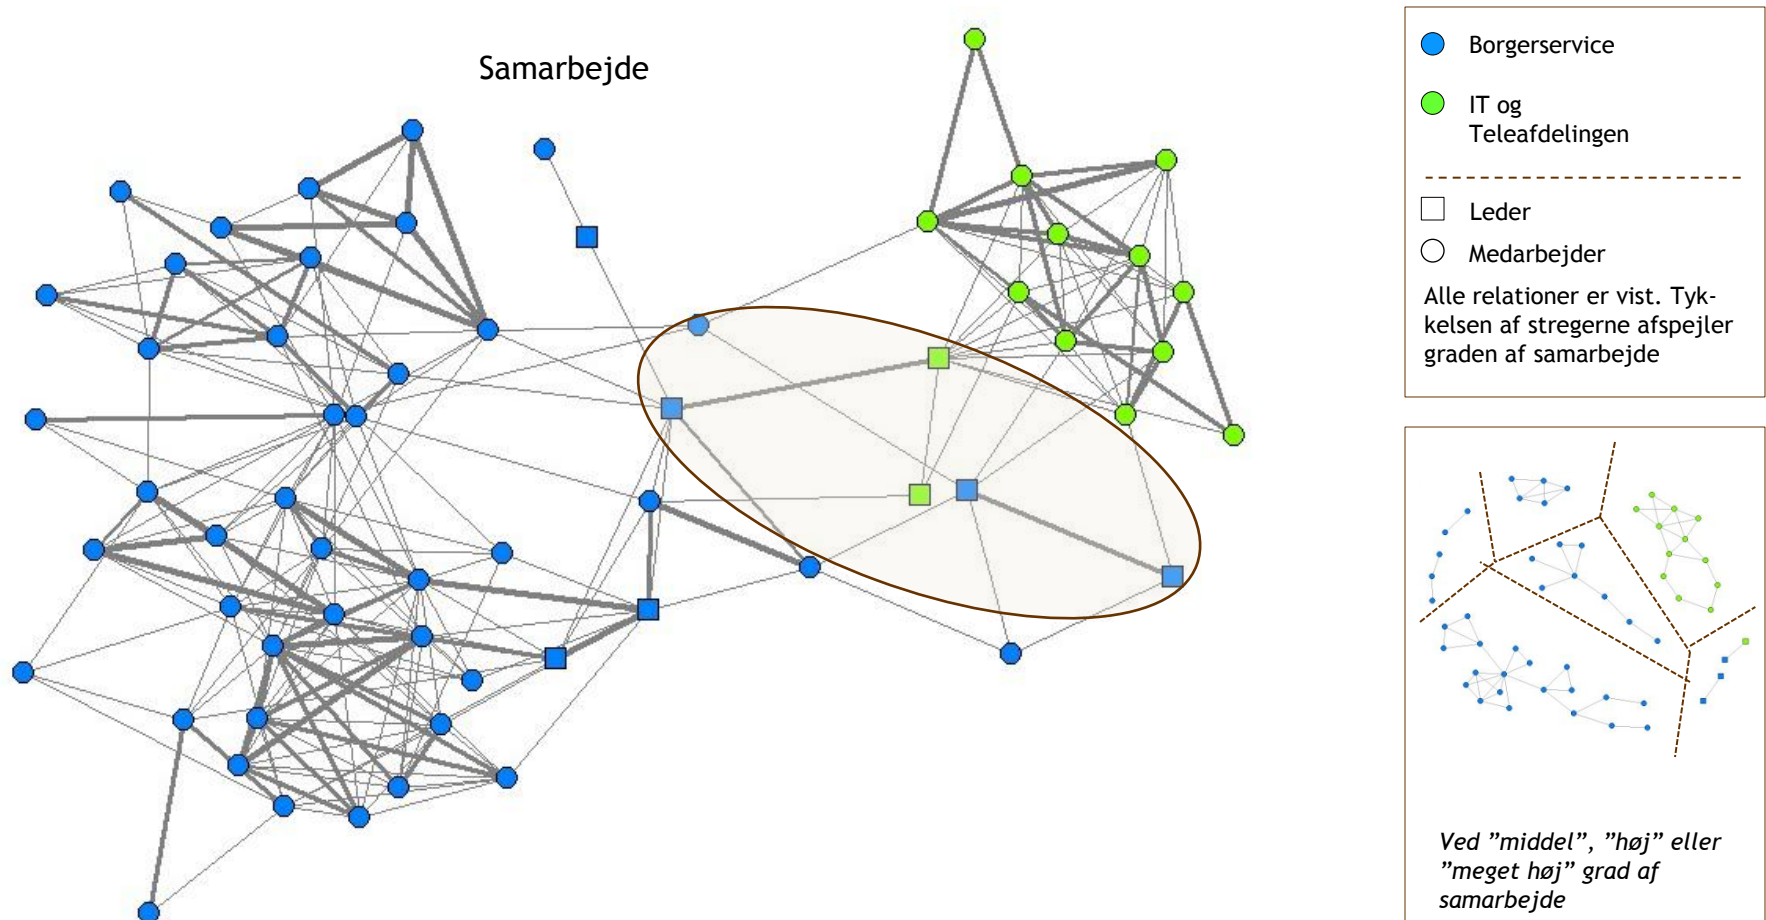 Samarbejde
Borgerservice
IT og
Teleafdelingen
Leder
Medarbejder
Alle relationer er vist. Tyk-
kelsen af stregerne afspejler
graden af samarbejde
Ved ”middel”, ”høj” eller
”meget høj” grad af
samarbejde